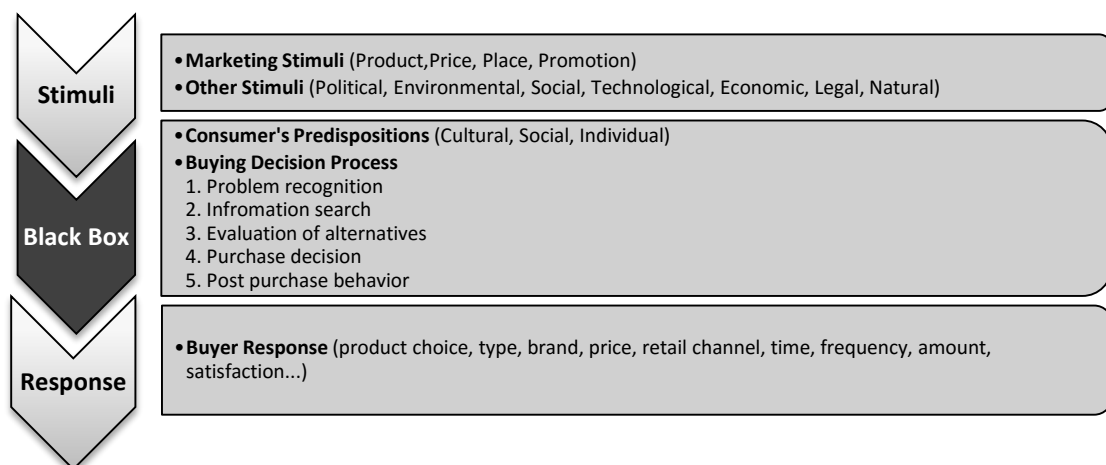 Stimuli
•Marketing Stimuli (Product,Price, Place, Promotion)
•Other Stimuli (Political, Environmental, Social, Technological, Economic, Legal, Natural)
Black Box
•Consumer's Predispositions (Cultural, Social, Individual)
•Buying Decision Process
1. Problem recognition
2. Infromation search
3. Evaluation of alternatives
4. Purchase decision
5. Post purchase behavior
Response
•Buyer Response (product choice, type, brand, price, retail channel, time, frequency, amount,
satisfaction...)